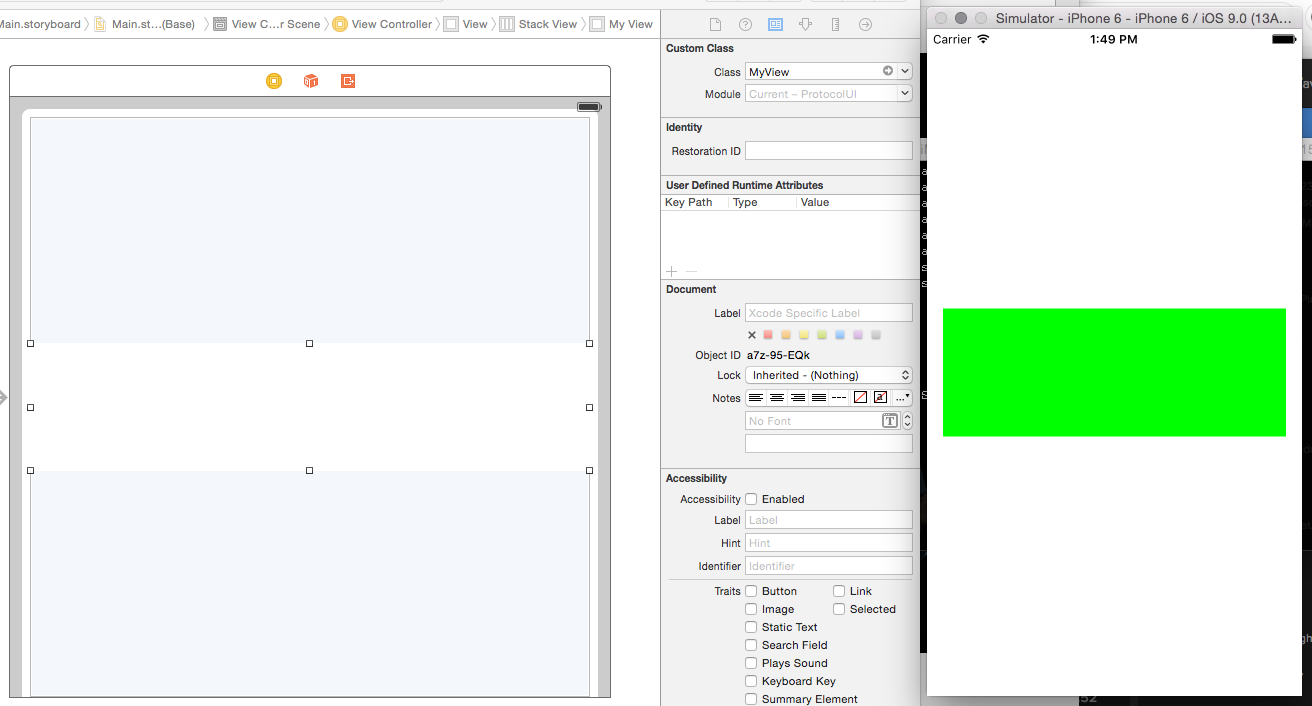 Main.storyboard Main.st...(Base) View C...r Scene View Controller View Stack View My View
Custom Class
Class MyView
Module Current – ProtocolUI
Identity
Restoration ID
User Defined Runtime Attributes
Key Path Type Value
Document
Label Xcode Specific Label
Object ID a7z-95-EQk
Lock Inherited - (Nothing)
Notes
No Font
Accessibility
Accessibility Enabled
Label Label
Hint Hint
Identifier Identifier
Traits Button Link
Image Selected
Static Text
Search Field
Plays Sound
Keyboard Key
Summary Element
Simulator - iPhone 6 - iPhone 6 / iOS 9.0 (13A...
Carrier 1:49 PM
52